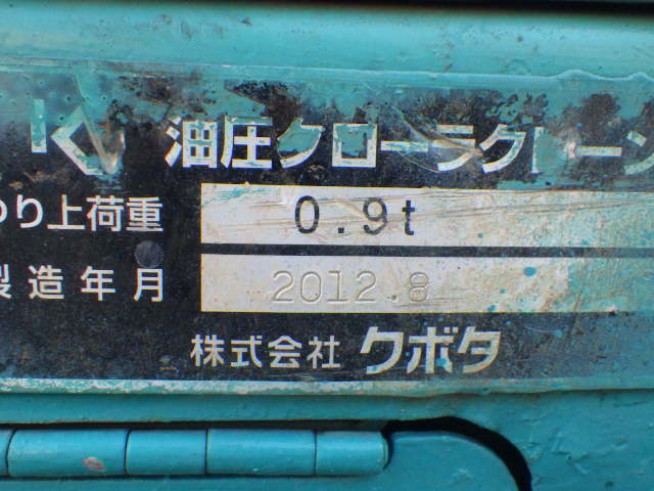 油圧クローラクレーン
つり上荷重 0.9t
製造年月 2012.8
株式会社 クボタ